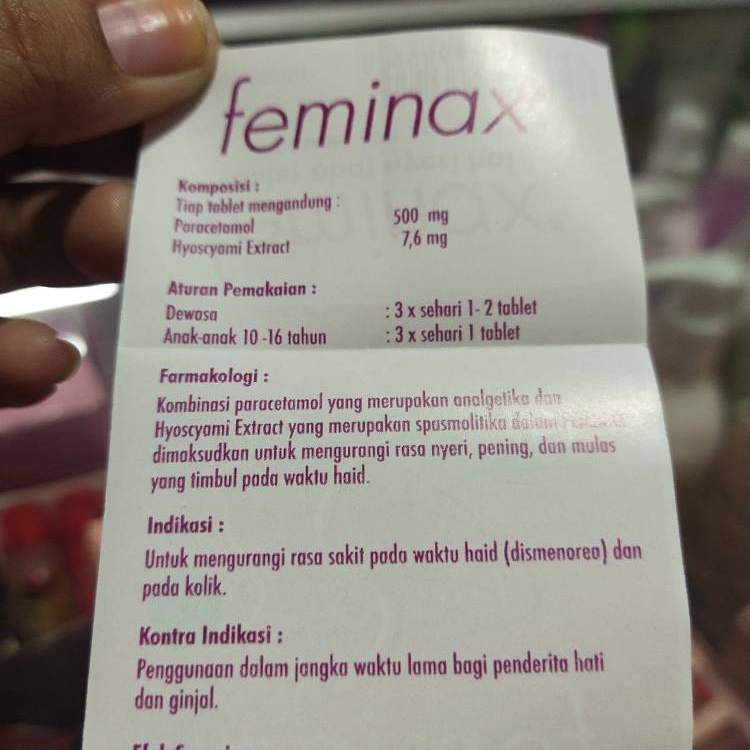 feminax
Komposisi :
Tiap tablet mengandung :
Paracetamol 500 mg
Hyoscyami Extract 7,6 mg
Aturan Pemakaian :
Dewasa : 3 x sehari 1- 2 tablet
Anak-anak 10 -16 tahun : 3 x sehari 1 tablet
Farmakologi :
Kombinasi paracetamol yang merupakan analgetika dan
Hyoscyami Extract yang merupakan spasmolitika dalam
dimaksudkan untuk mengurangi rasa nyeri, pening, dan mulas
yang timbul pada waktu haid.
Indikasi :
Untuk mengurangi rasa sakit pada waktu haid (dismenorea) dan
pada kolik.
Kontra Indikasi :
Penggunaan dalam jangka waktu lama bagi penderita hati
dan ginjal.